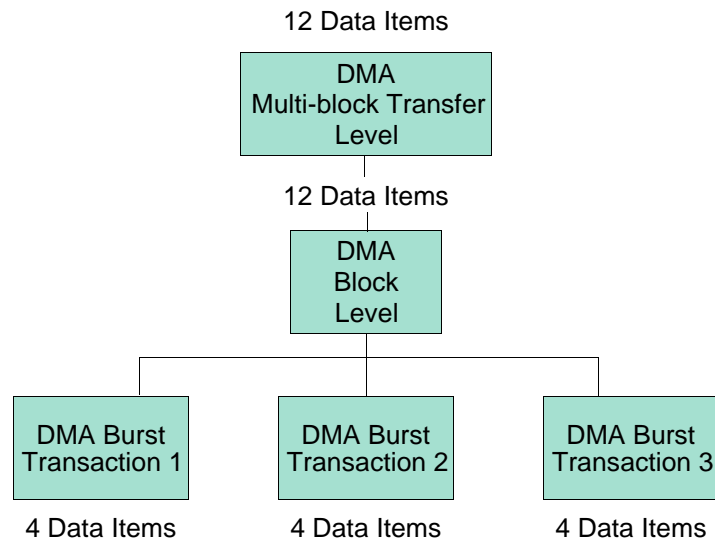 12 Data Items
DMA
Multi-block Transfer
Level
12 Data Items
DMA
Block
Level
DMA Burst
Transaction 1
DMA Burst
Transaction 2
DMA Burst
Transaction 3
4 Data Items
4 Data Items
4 Data Items